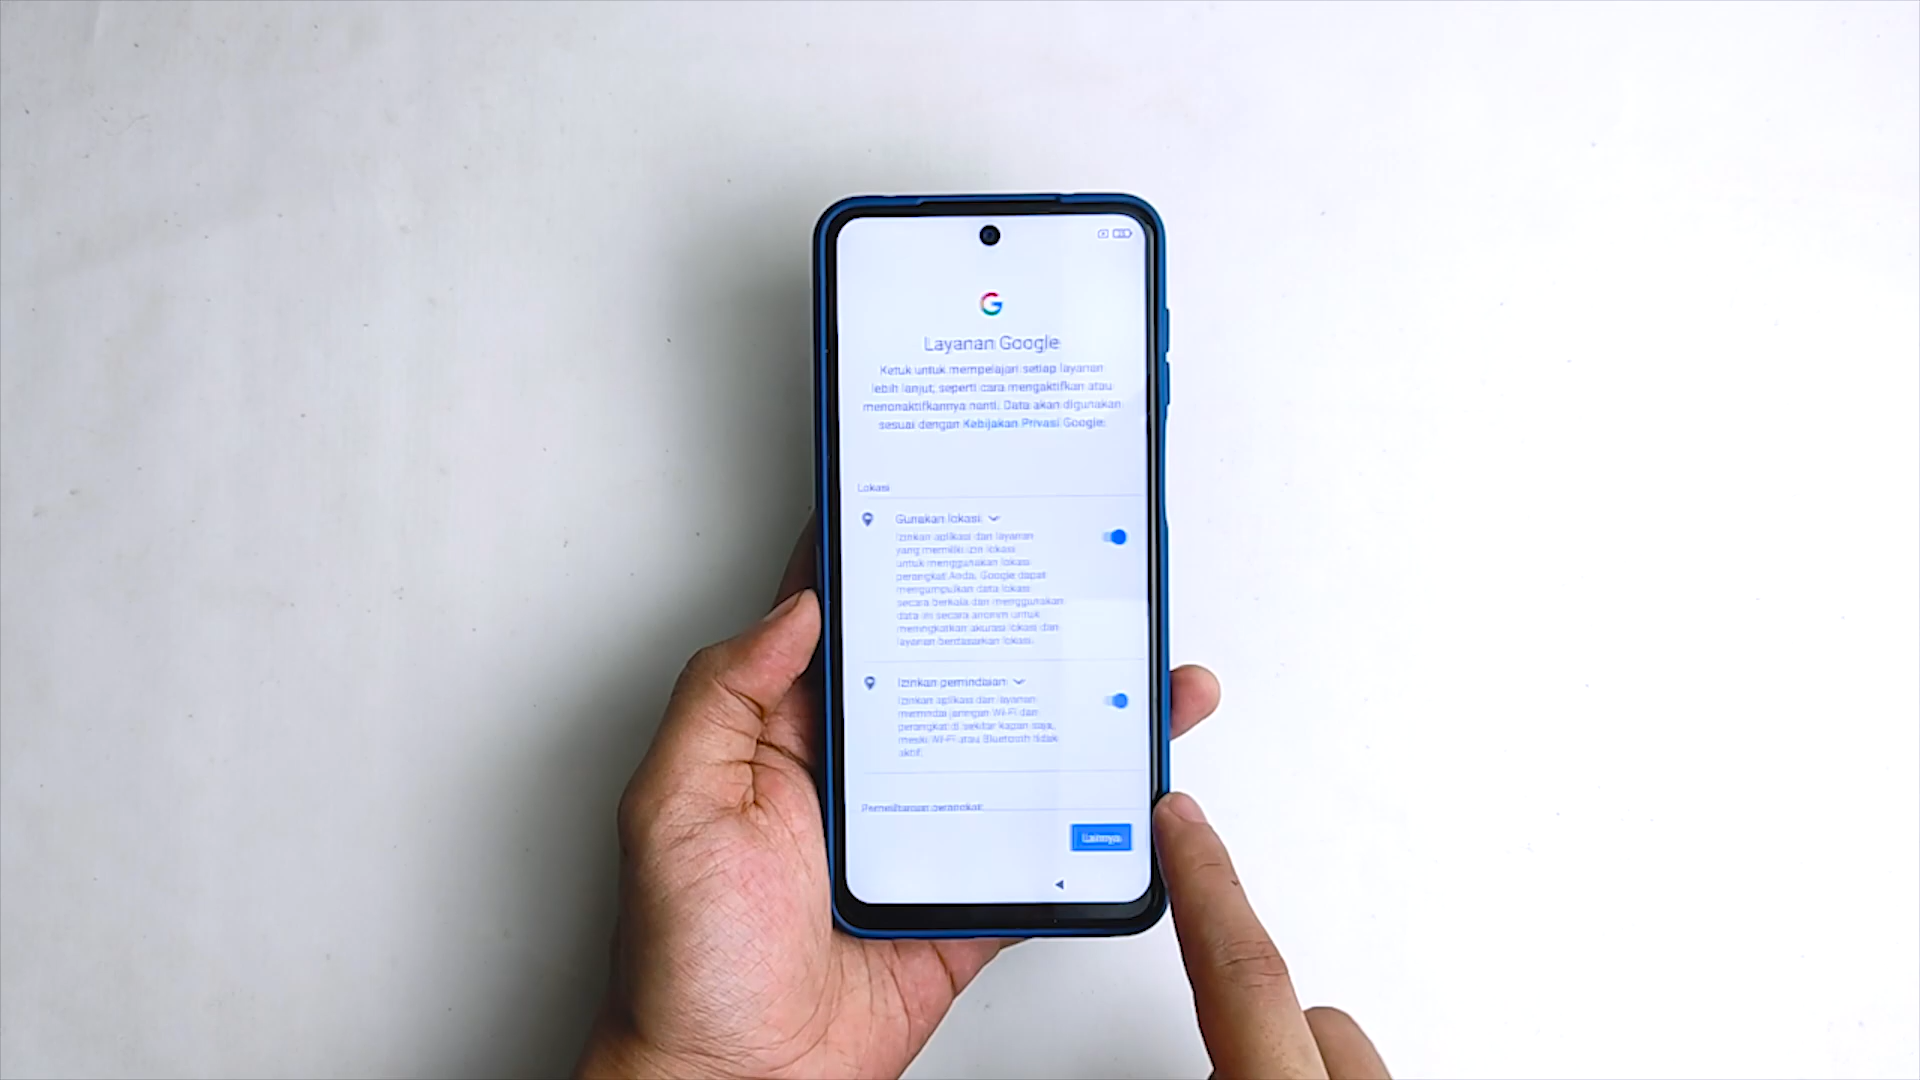 Layanan Google
Ketuk untuk mempelajari setiap layanan
lebih lanjut, seperti cara mengaktifkan atau
menonaktifkannya nanti. Data akan digunakan
sesuai dengan Kebijakan Privasi Google.
Lokasi
Gunakan lokasi
Izinkan aplikasi dan layanan
yang memiliki izin lokasi
untuk menggunakan lokasi
perangkat Anda. Google dapat
mengumpulkan data lokasi
secara berkala dan menggunakan
data ini secara anonim untuk
meningkatkan akurasi lokasi dan
layanan berdasarkan lokasi.
Izinkan pemindaian
Izinkan aplikasi dan layanan
memindai jaringan Wi-Fi dan
perangkat di sekitar kapan saja,
meski Wi-Fi atau Bluetooth tidak
aktif.
Pemeliharaan perangkat
Lainnya